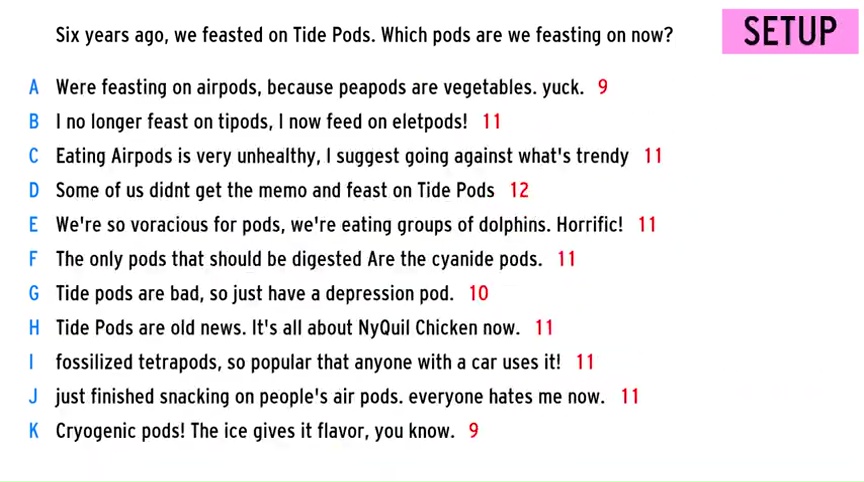 Six years ago, we feasted on Tide Pods. Which pods are we feasting on now?
SETUP
A Were feasting on airpods, because peapods are vegetables. yuck. 9
B I no longer feast on tipods, I now feed on eletpods! 11
C Eating Airpods is very unhealthy, I suggest going against what's trendy 11
D Some of us didnt get the memo and feast on Tide Pods 12
E We're so voracious for pods, we're eating groups of dolphins. Horrific! 11
F The only pods that should be digested Are the cyanide pods. 11
G Tide pods are bad, so just have a depression pod. 10
H Tide Pods are old news. It's all about NyQuil Chicken now. 11
I fossilized tetrapods, so popular that anyone with a car uses it! 11
J just finished snacking on people's air pods. everyone hates me now. 11
K Cryogenic pods! The ice gives it flavor, you know. 9